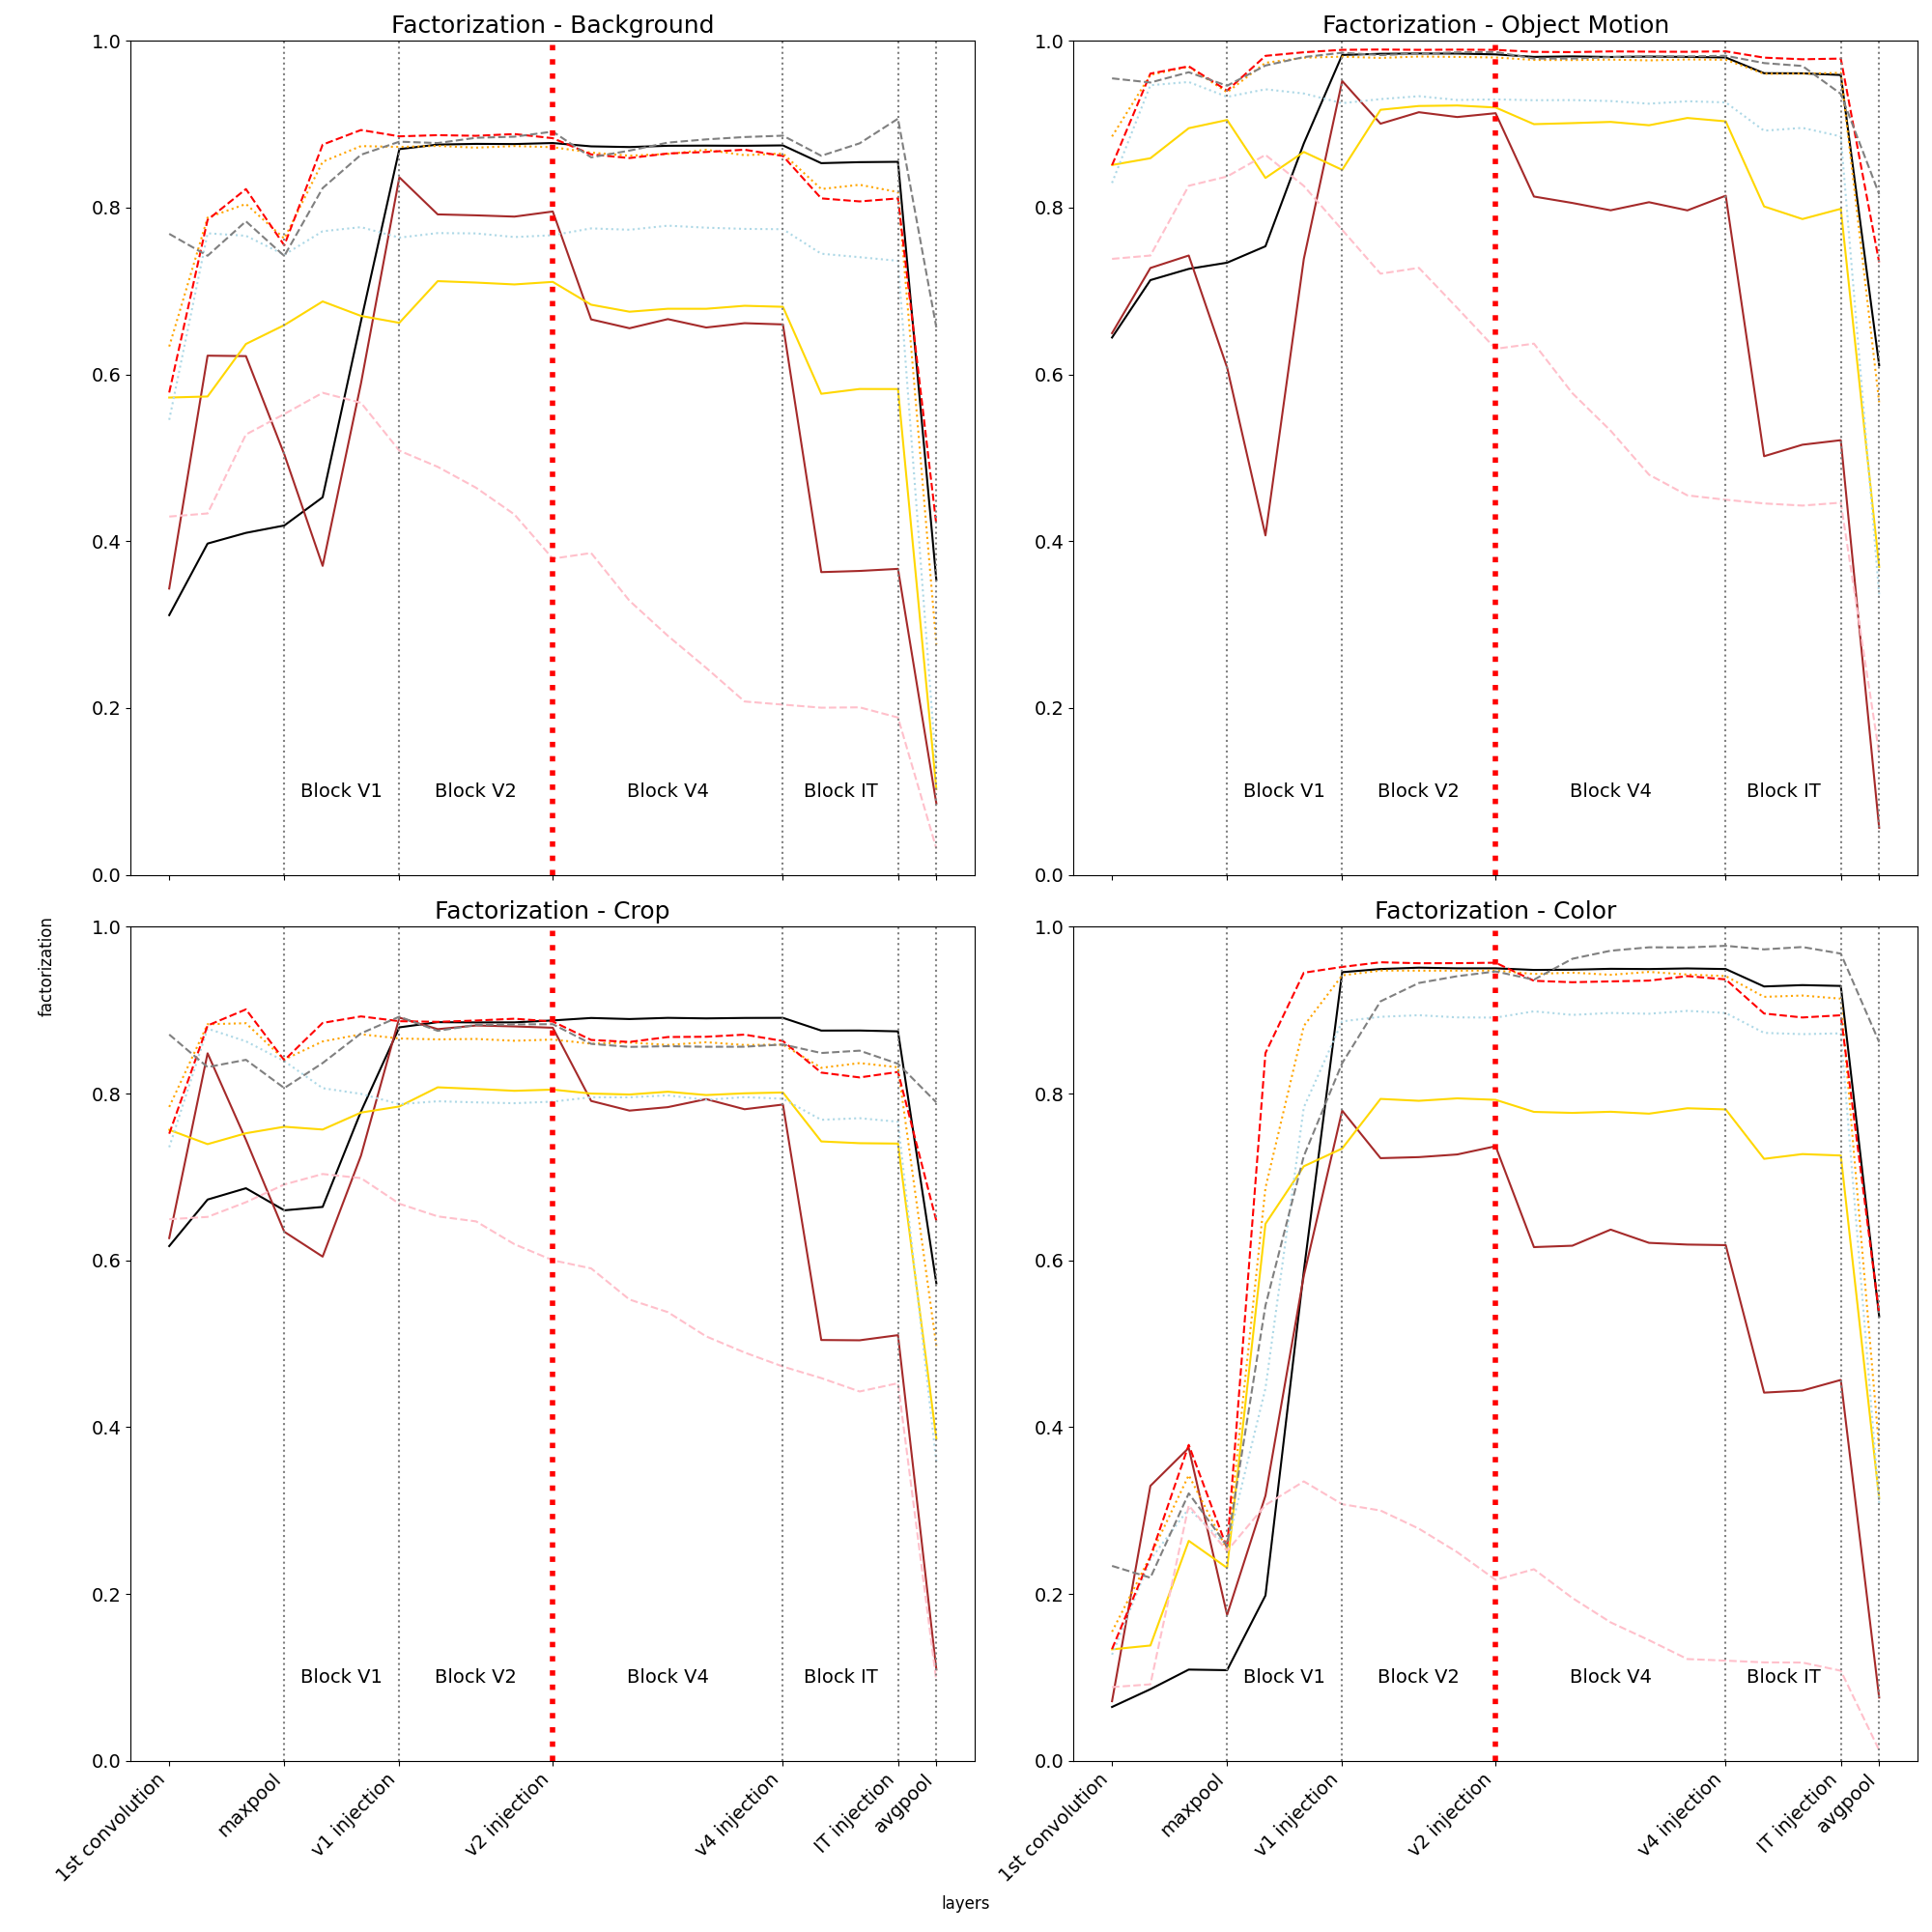 Factorization - Background
1.0
0.8
0.6
0.4
0.2
0.0
Block V1 Block V2 Block V4 Block IT
Factorization - Object Motion
1.0
0.8
0.6
0.4
0.2
0.0
Block V1 Block V2 Block V4 Block IT
factorization
Factorization - Crop
1.0
0.8
0.6
0.4
0.2
0.0
Block V1 Block V2 Block V4 Block IT
1st convolution
maxpool
v1 injection
v2 injection
v4 injection
IT injection
avgpool
Factorization - Color
1.0
0.8
0.6
0.4
0.2
0.0
Block V1 Block V2 Block V4 Block IT
1st convolution
maxpool
v1 injection
v2 injection
v4 injection
IT injection
avgpool
layers